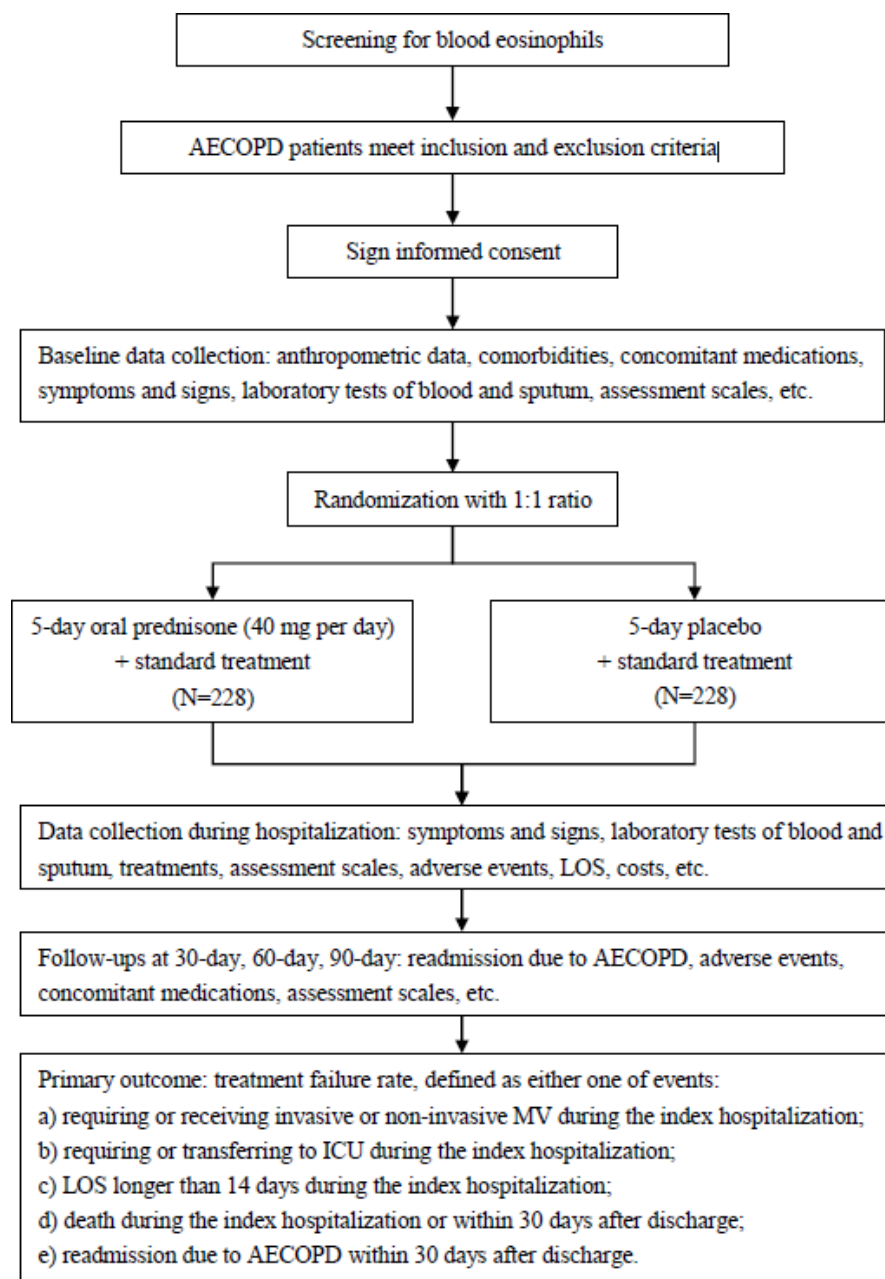 Screening for blood eosinophils
AECOPD patients meet inclusion and exclusion criteria
Sign informed consent
Baseline data collection: anthropometric data, comorbidities, concomitant medications,
symptoms and signs, laboratory tests of blood and sputum, assessment scales, etc.
Randomization with 1:1 ratio
5-day oral prednisone (40 mg per day)
+ standard treatment
(N=228)
5-day placebo
+ standard treatment
(N=228)
Data collection during hospitalization: symptoms and signs, laboratory tests of blood and
sputum, treatments, assessment scales, adverse events, LOS, costs, etc.
Follow-ups at 30-day, 60-day, 90-day: readmission due to AECOPD, adverse events,
concomitant medications, assessment scales, etc.
Primary outcome: treatment failure rate, defined as either one of events:
a) requiring or receiving invasive or non-invasive MV during the index hospitalization;
b) requiring or transferring to ICU during the index hospitalization;
c) LOS longer than 14 days during the index hospitalization;
d) death during the index hospitalization or within 30 days after discharge;
e) readmission due to AECOPD within 30 days after discharge.